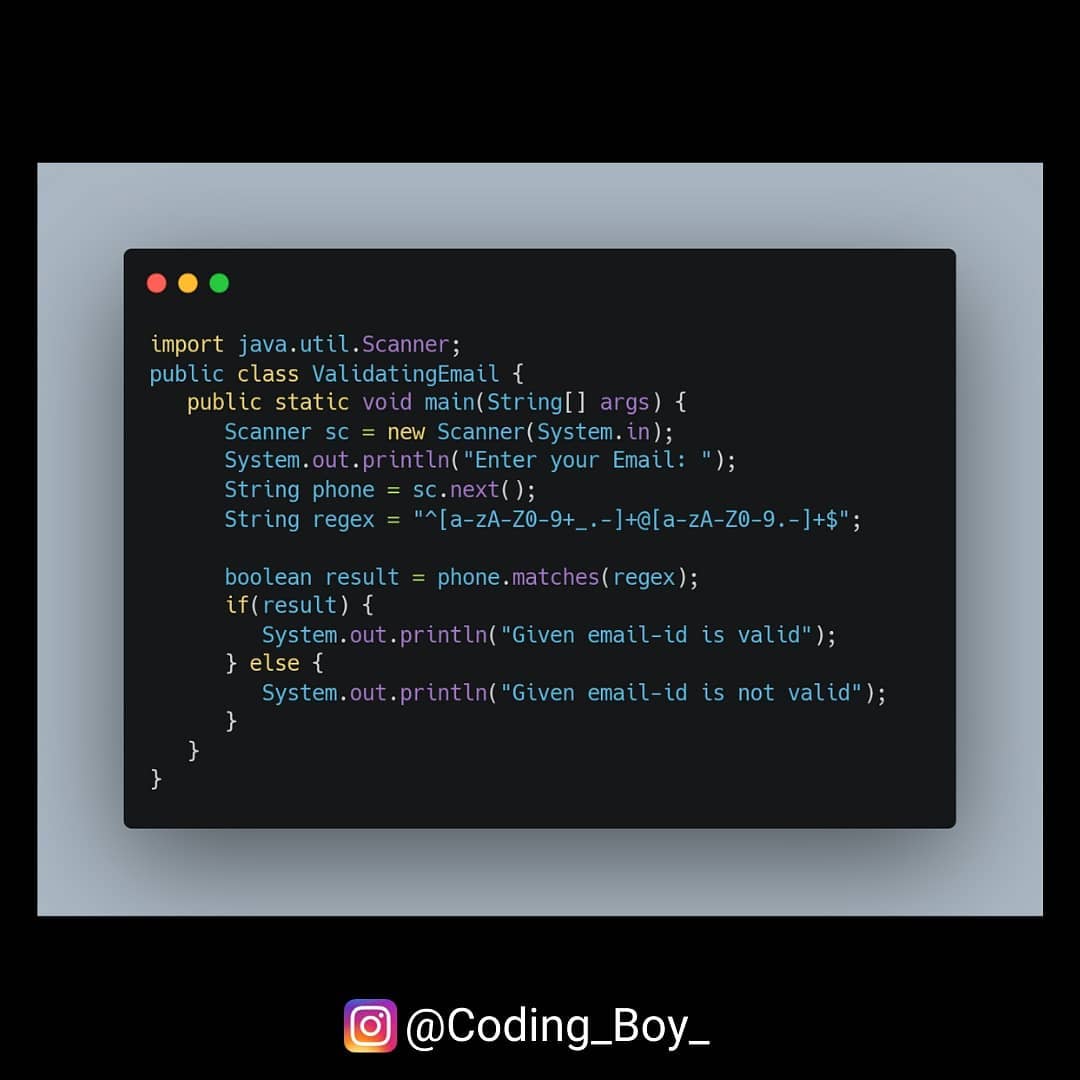 import java.util.Scanner;
public class ValidatingEmail {
   public static void main(String[] args) {
      Scanner sc = new Scanner(System.in);
      System.out.println("Enter your Email: ");
      String phone = sc.next();
      String regex = "^[a-zA-Z0-9+_.-]+@[a-zA-Z0-9.-]+$";

      boolean result = phone.matches(regex);
      if(result) {
         System.out.println("Given email-id is valid");
      } else {
         System.out.println("Given email-id is not valid");
      }
   }
}
@Coding_Boy_